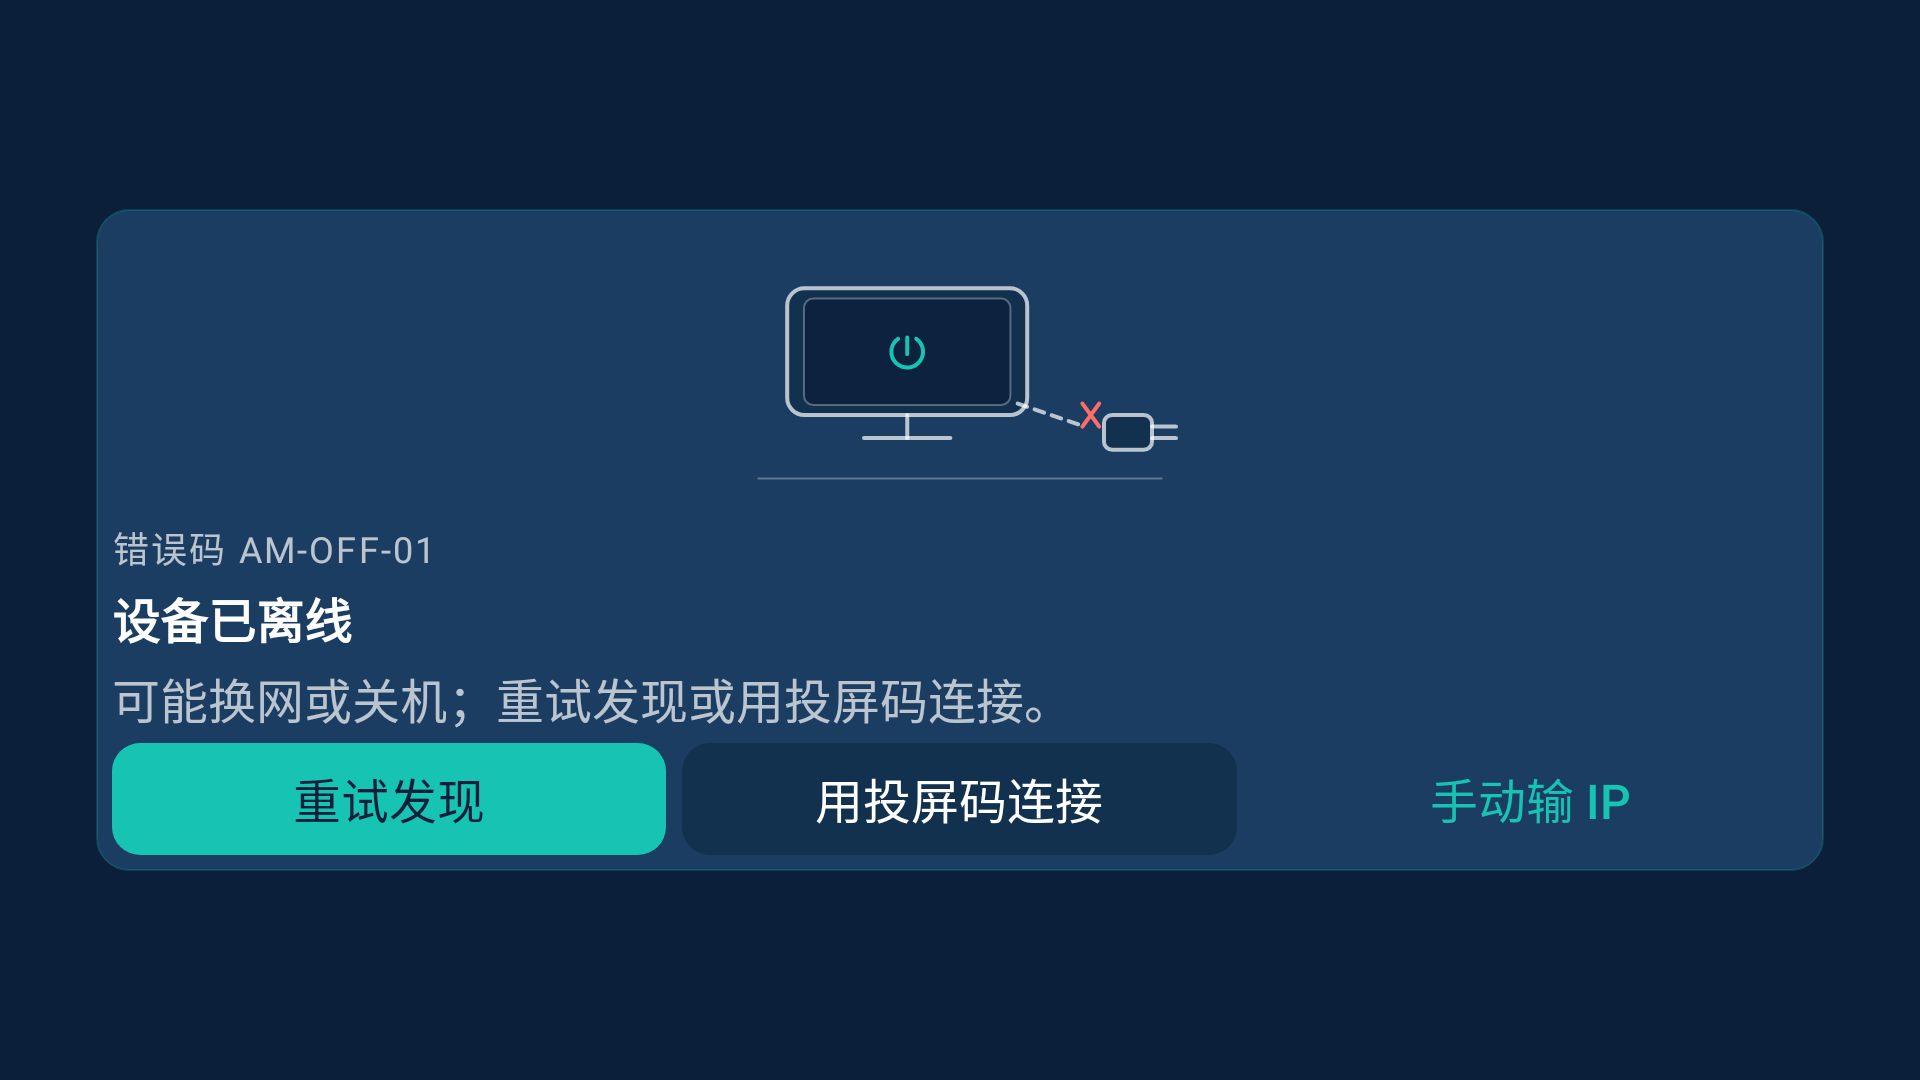 错误码 AM-OFF-01
设备已离线
可能换网或关机；重试发现或用投屏码连接。
重试发现
用投屏码连接
手动输 IP